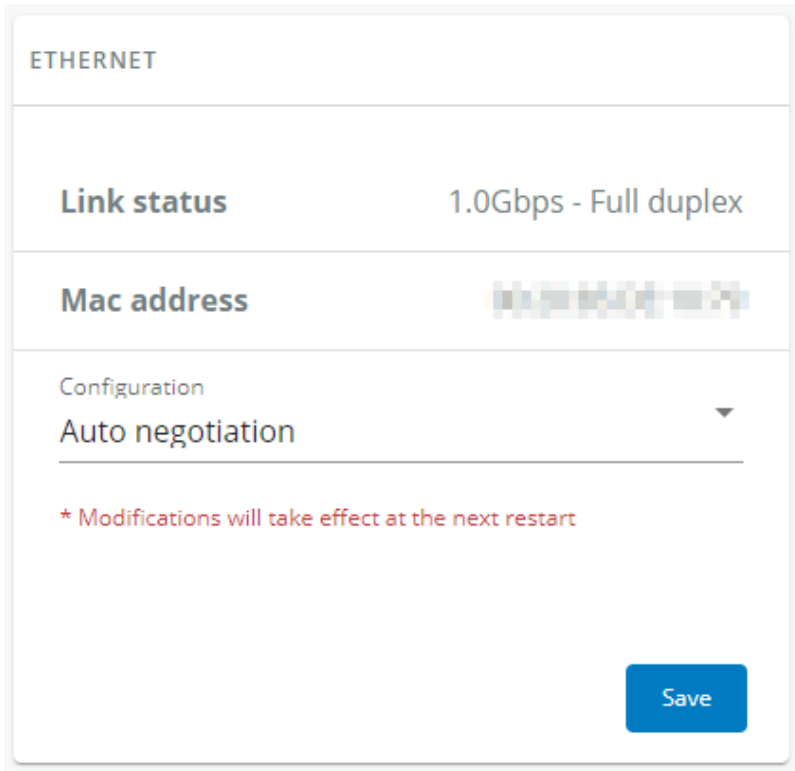 ETHERNET
Link status 1.0Gbps - Full duplex
Mac address
Configuration
Auto negotiation
* Modifications will take effect at the next restart
Save